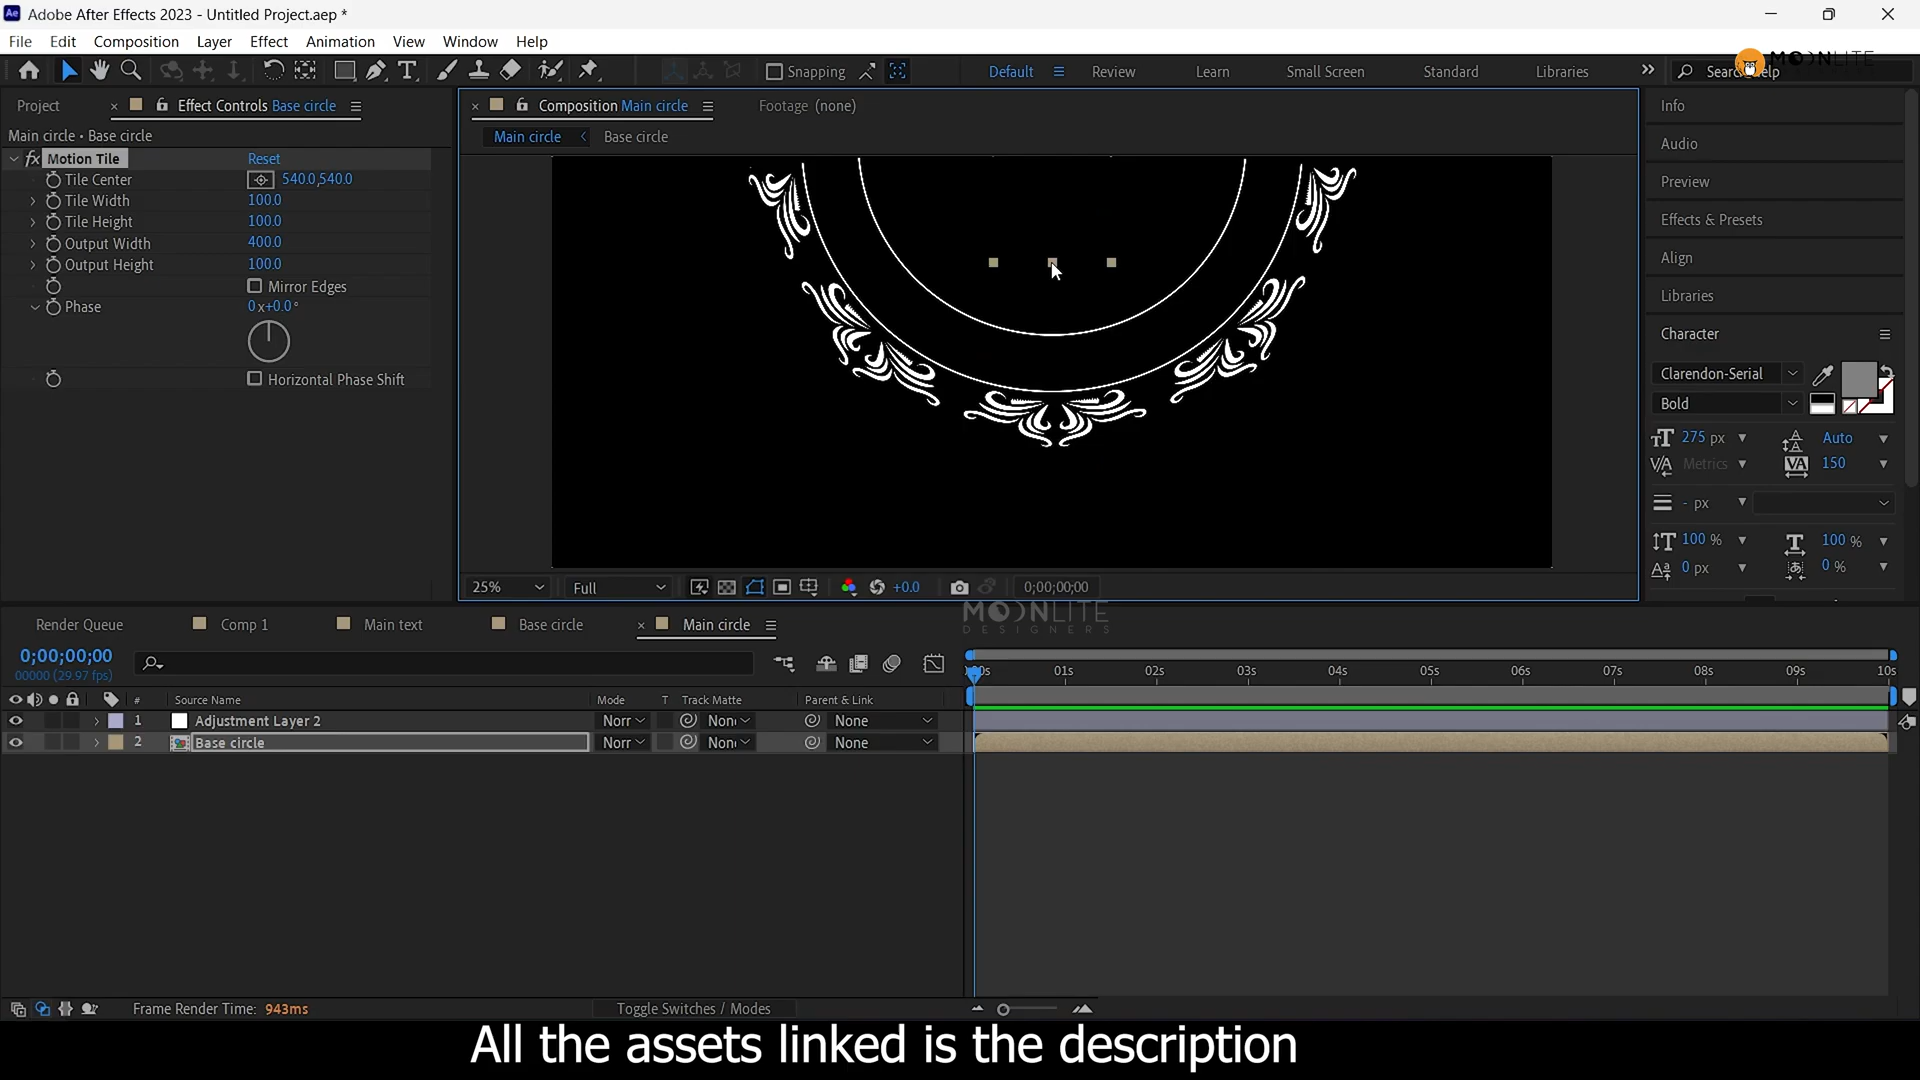 Adobe After Effects 2023 - Untitled Project.aep *
File Edit Composition Layer Effect Animation View Window Help
Snapping Default Review Learn Small Screen Standard Libraries
MOONLITE
Project Effect Controls Base circle
Main circle • Base circle
fx Motion Tile Reset
Tile Center 540.0,540.0
Tile Width 100.0
Tile Height 100.0
Output Width 400.0
Output Height 100.0
Mirror Edges
Phase 0x+0.0°
Horizontal Phase Shift
Composition Main circle Footage (none)
Main circle < Base circle
25% Full +0.0 0;00;00;00
Info
Audio
Preview
Effects & Presets
Align
Libraries
Character
Clarendon-Serial
Bold
275 px Auto
Metrics 150
- px
100 % 100 %
0 px 0 %
MOONLITE
DESIGNERS
Render Queue Comp 1 Main text Base circle Main circle
0;00;00;00
00000 (29.97 fps)
01s 02s 03s 04s 05s 06s 07s 08s 09s 10s
# Source Name Mode T Track Matte Parent & Link
1 Adjustment Layer 2 Norr None
2 Base circle Norr None
Frame Render Time: 943ms Toggle Switches / Modes
All the assets linked is the description